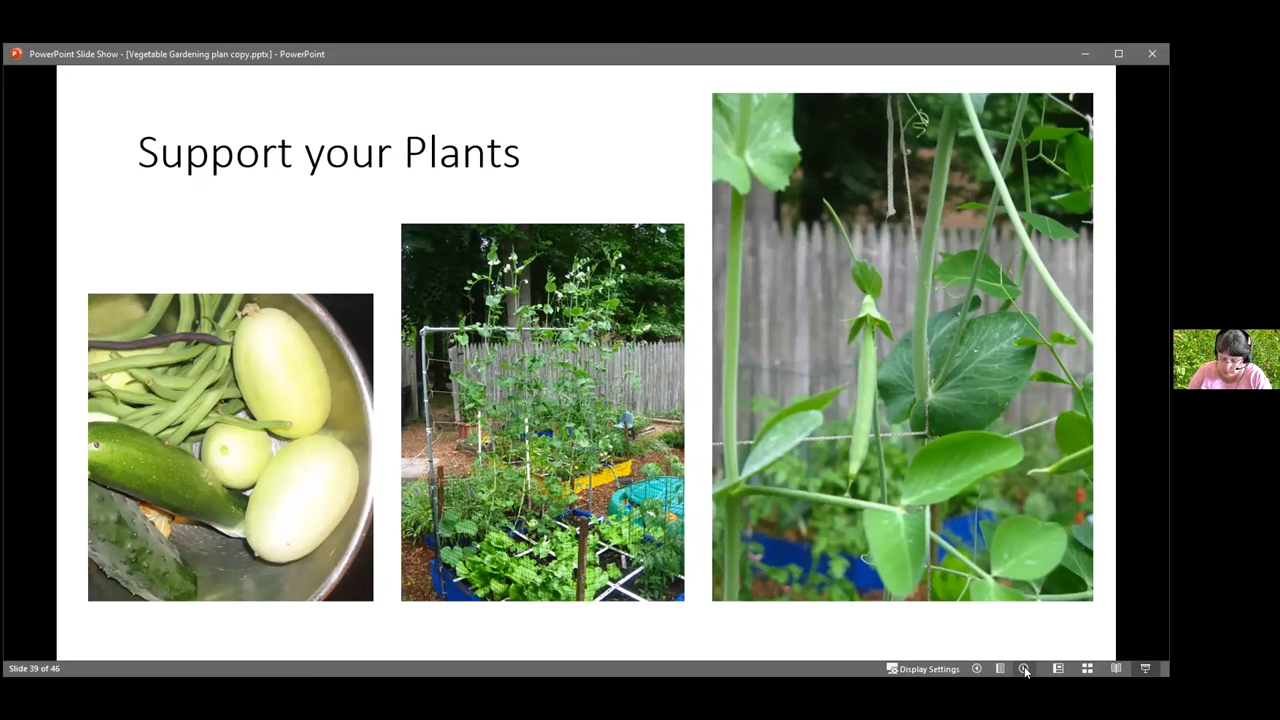 PowerPoint Slide Show - [Vegetable Gardening plan copy.pptx] - PowerPoint
Support your Plants
Slide 39 of 46
Display Settings